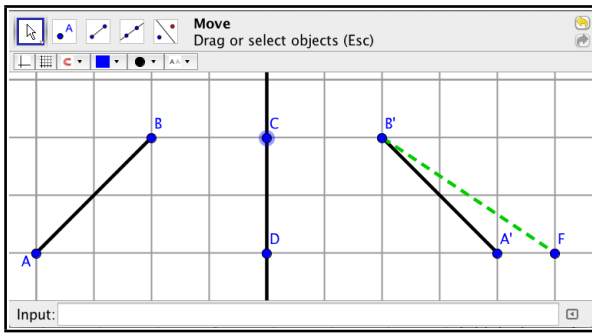 A
Move
Drag or select objects (Esc)
A A
B
C
B'
A
D
A'
F
Input: